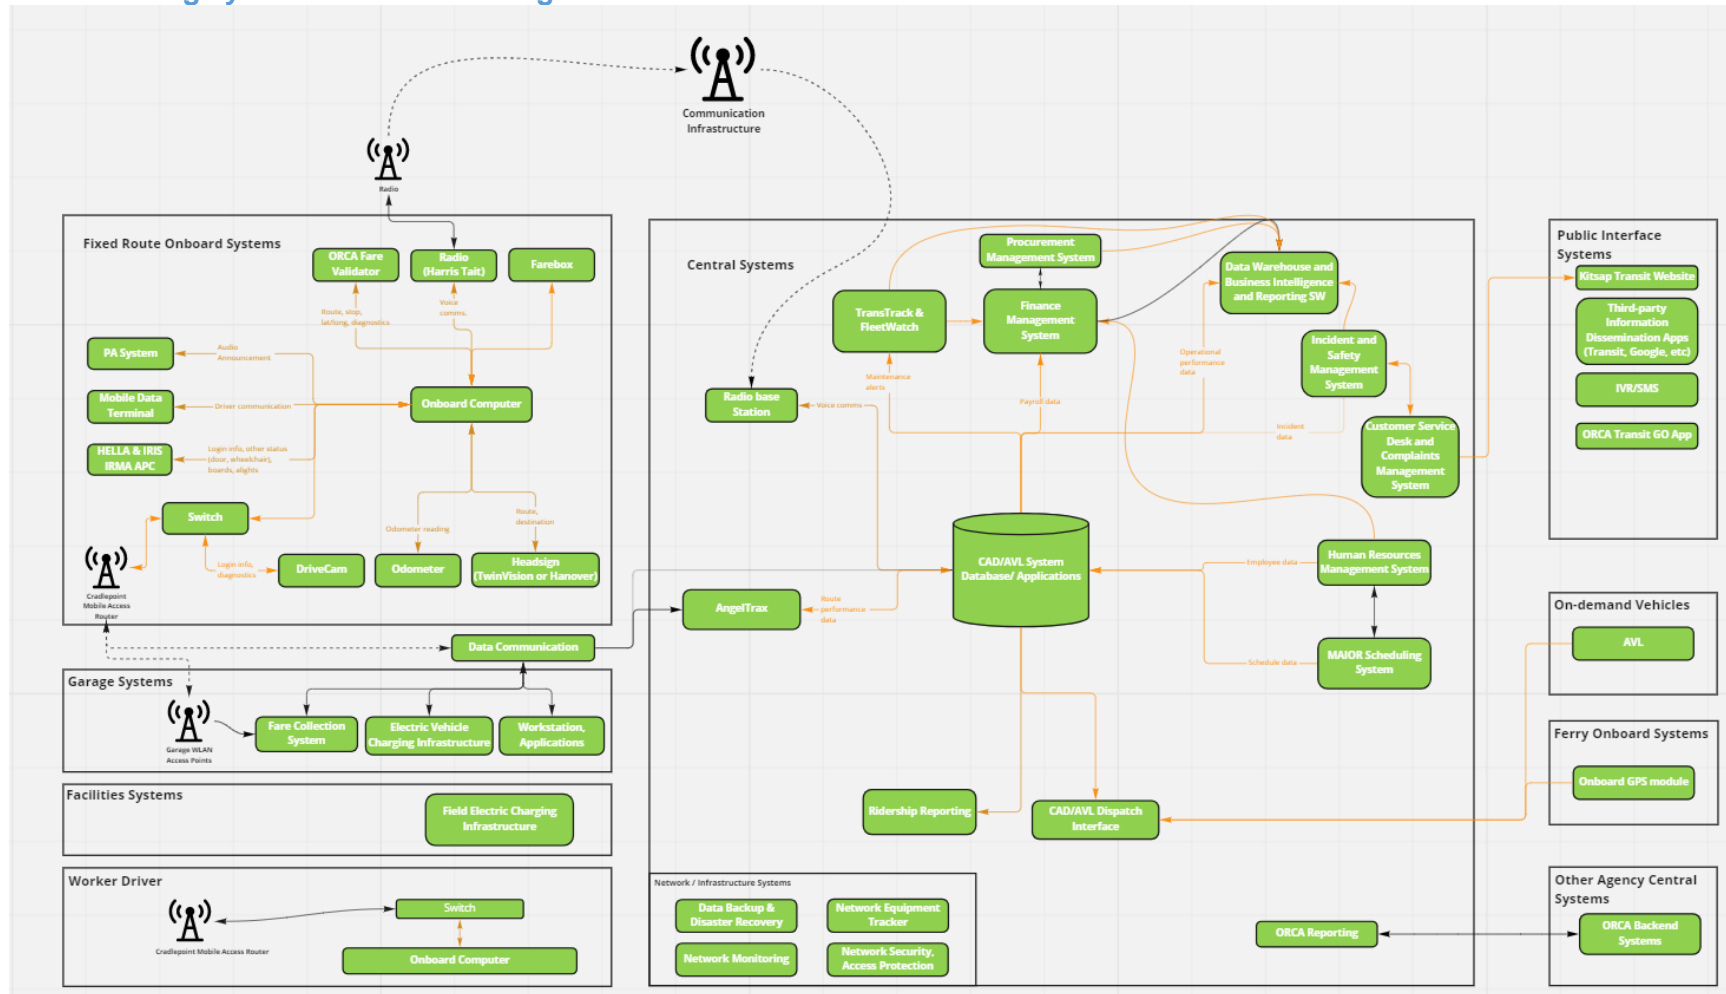 Communication
Infrastructure
Radio
Fixed Route Onboard Systems
ORCA Fare
Validator
Radio
(Harris Tait)
Farebox
Route, stop,
lat/long, diagnostics
Voice
comms.
PA System
Audio
Announcement
Mobile Data
Terminal
Driver communication
Onboard Computer
HELLA & IRIS
IRMA APC
Login info, other status
(door, wheelchair),
boards, alights
Switch
Odometer reading
Route,
destination
Login info,
diagnostics
DriveCam
Odometer
Headsign
(TwinVision or Hanover)
Cradlepoint
Mobile Access
Router
Data Communication
Garage Systems
Garage WLAN
Access Points
Fare Collection
System
Electric Vehicle
Charging Infrastructure
Workstation,
Applications
Facilities Systems
Field Electric Charging
Infrastructure
Worker Driver
Cradlepoint Mobile Access Router
Switch
Onboard Computer
Central Systems
Procurement
Management System
Data Warehouse and
Business Intelligence
and Reporting SW
TransTrack &
FleetWatch
Finance
Management
System
Incident and
Safety
Management
System
Maintenance
alerts
Operational
performance
data
Radio base
Station
Voice comms
Payroll data
Incident
data
Customer Service
Desk and
Complaints
Management
System
CAD/AVL System
Database/ Applications
Employee data
Human Resources
Management System
AngelTrax
Route
performance
data
Schedule data
MAIOR Scheduling
System
Ridership Reporting
CAD/AVL Dispatch
Interface
Network / Infrastructure Systems
Data Backup &
Disaster Recovery
Network Equipment
Tracker
Network Monitoring
Network Security,
Access Protection
ORCA Reporting
Public Interface
Systems
Kitsap Transit Website
Third-party
Information
Dissemination Apps
(Transit, Google, etc)
IVR/SMS
ORCA Transit GO App
On-demand Vehicles
AVL
Ferry Onboard Systems
Onboard GPS module
Other Agency Central
Systems
ORCA Backend
Systems